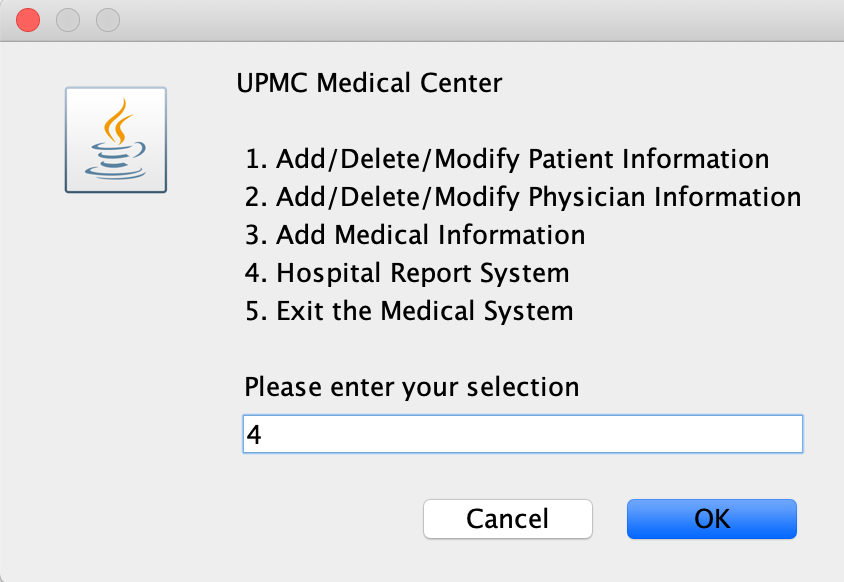 UPMC Medical Center
1. Add/Delete/Modify Patient Information
2. Add/Delete/Modify Physician Information
3. Add Medical Information
4. Hospital Report System
5. Exit the Medical System
Please enter your selection
4
Cancel OK